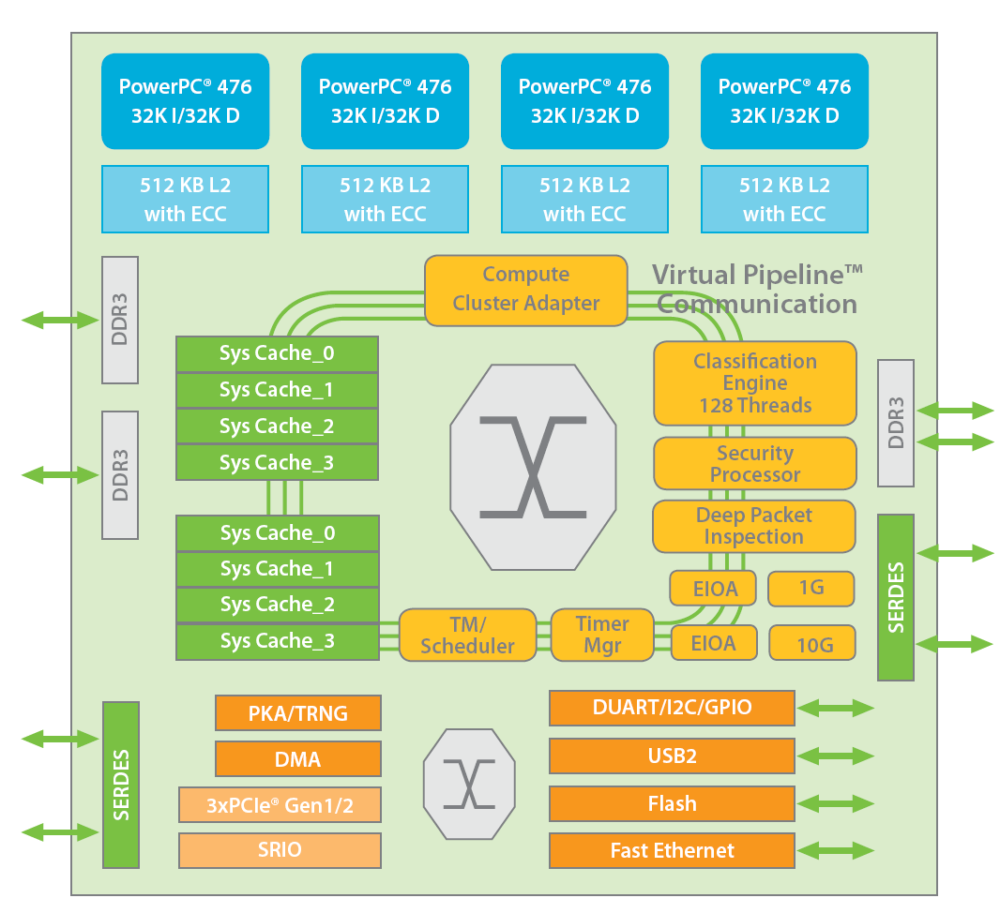 PowerPC® 476
32K I/32K D
PowerPC® 476
32K I/32K D
PowerPC® 476
32K I/32K D
PowerPC® 476
32K I/32K D
512 KB L2
with ECC
512 KB L2
with ECC
512 KB L2
with ECC
512 KB L2
with ECC
DDR3
DDR3
Compute
Cluster Adapter
Virtual Pipeline™
Communication
Sys Cache_0
Sys Cache_1
Sys Cache_2
Sys Cache_3
Sys Cache_0
Sys Cache_1
Sys Cache_2
Sys Cache_3
Classification
Engine
128 Threads
Security
Processor
Deep Packet
Inspection
EIOA
1G
EIOA
10G
TM/
Scheduler
Timer
Mgr
DDR3
SERDES
SERDES
PKA/TRNG
DMA
3xPCIe® Gen1/2
SRIO
DUART/I2C/GPIO
USB2
Flash
Fast Ethernet